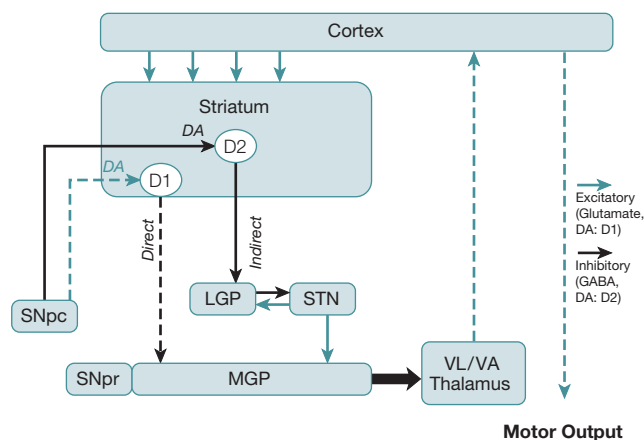 Cortex
Striatum
DA
D2
DA
D1
Direct
Indirect
Excitatory
(Glutamate,
DA: D1)
Inhibitory
(GABA,
DA: D2)
LGP
STN
SNpc
SNpr
MGP
VL/VA
Thalamus
Motor Output